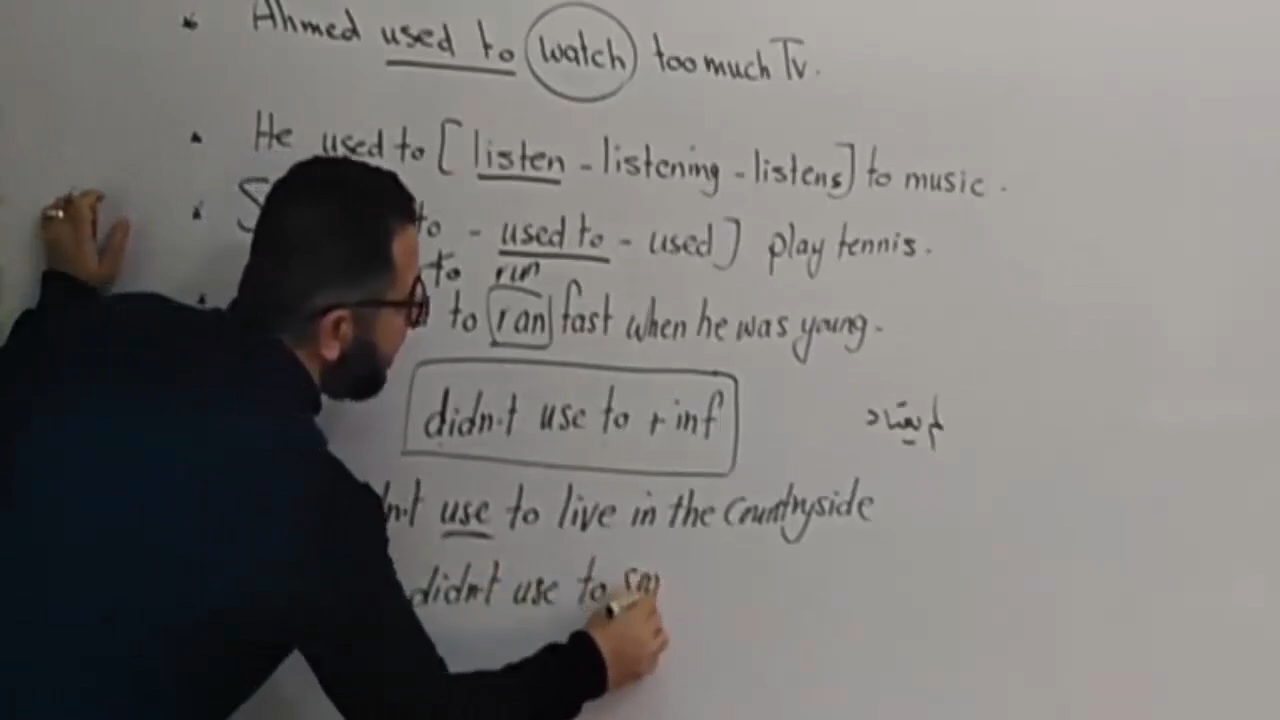 Ahmed used to watch too much Tv.
He used to [ listen - listening - listens ] to music.
to - used to - used ] play tennis.
to run
to ran fast when he was young.
didn't use to + inf
لم يعتاد
n't use to live in the Countryside
didn't use to